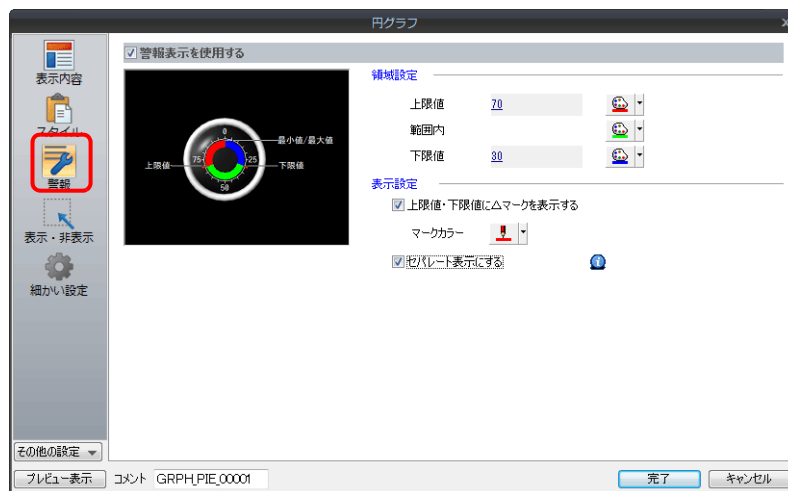 円グラフ
表示内容
スタイル
警報
表示・非表示
細かい設定
その他の設定
警報表示を使用する
0
25
50
75
最小値/最大値
上限値
下限値
領域設定
上限値 70
範囲内
下限値 30
表示設定
上限値・下限値に△マークを表示する
マークカラー
セパレート表示にする
プレビュー表示 コメント GRPH_PIE_00001 完了 キャンセル